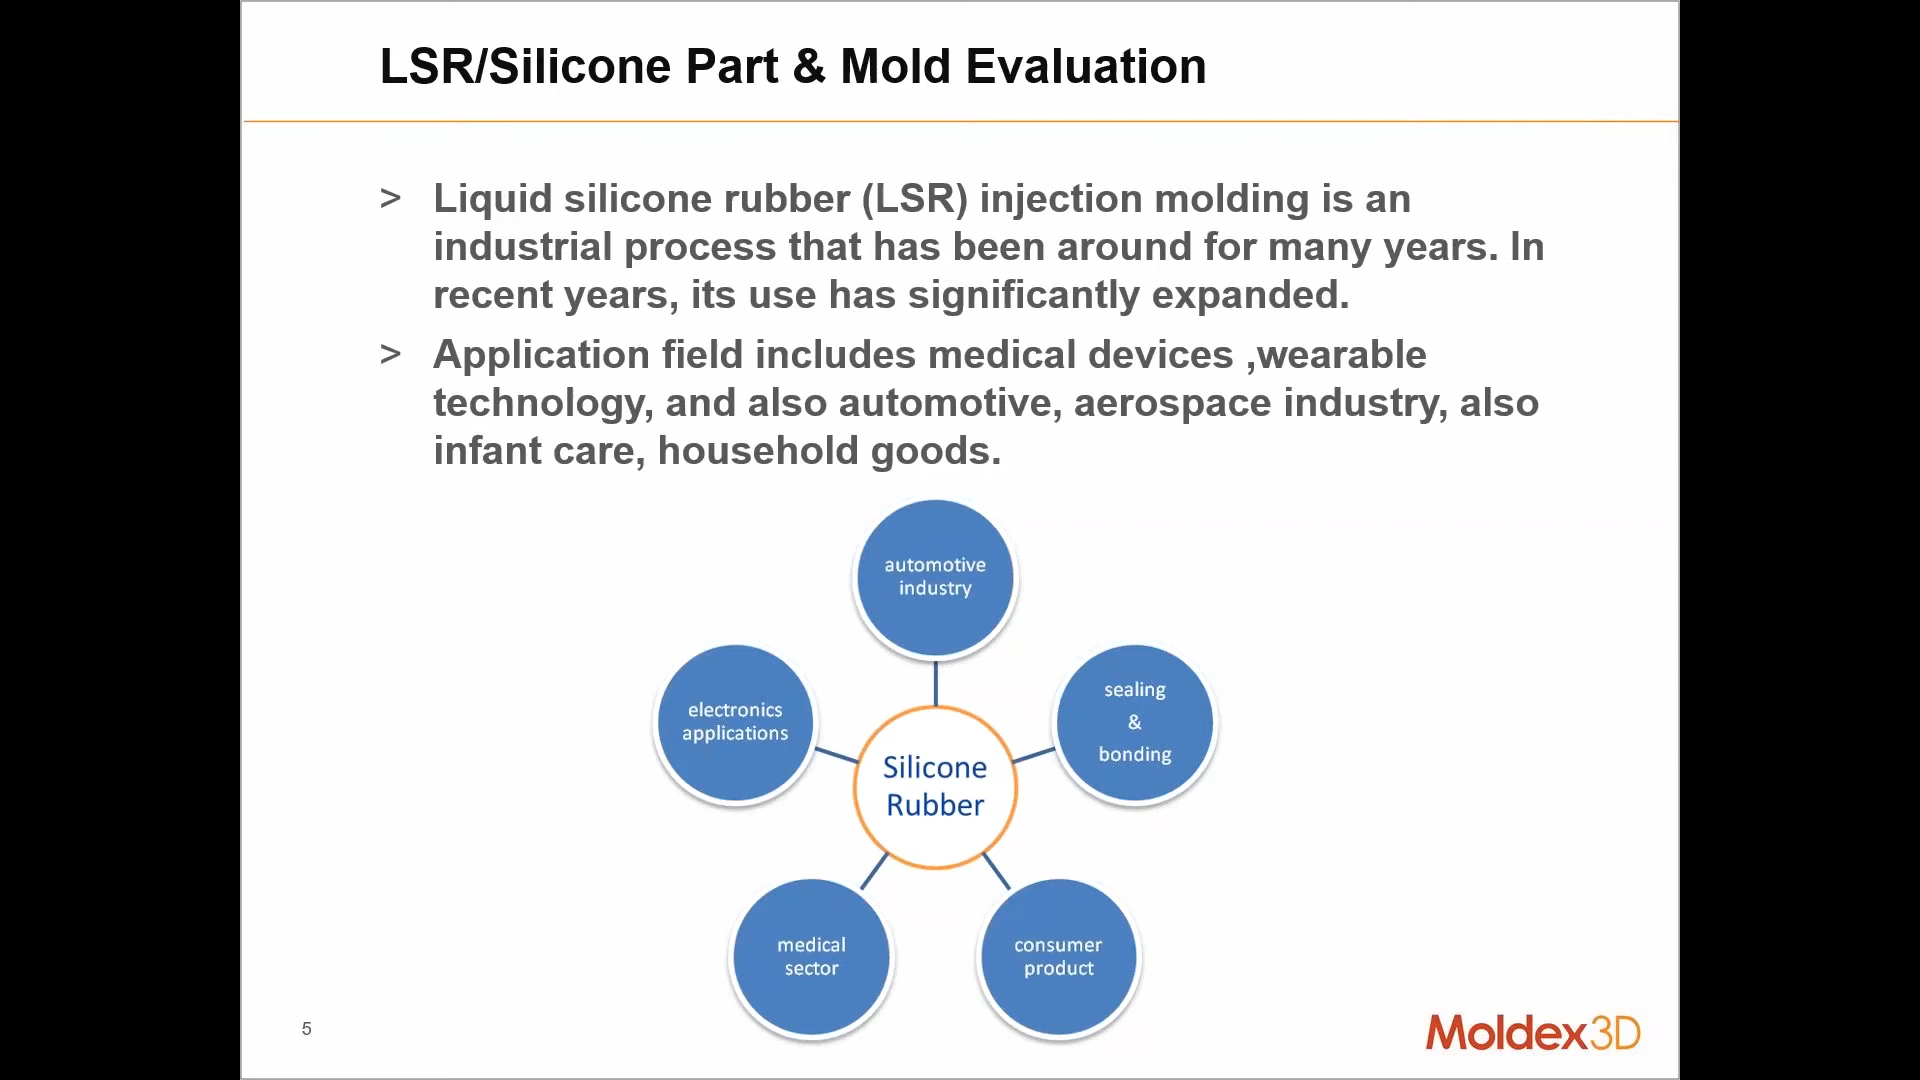 LSR/Silicone Part & Mold Evaluation
> Liquid silicone rubber (LSR) injection molding is an
industrial process that has been around for many years. In
recent years, its use has significantly expanded.
> Application field includes medical devices ,wearable
technology, and also automotive, aerospace industry, also
infant care, household goods.
automotive
industry
electronics
applications
sealing
&
bonding
Silicone
Rubber
medical
sector
consumer
product
5
Moldex3D